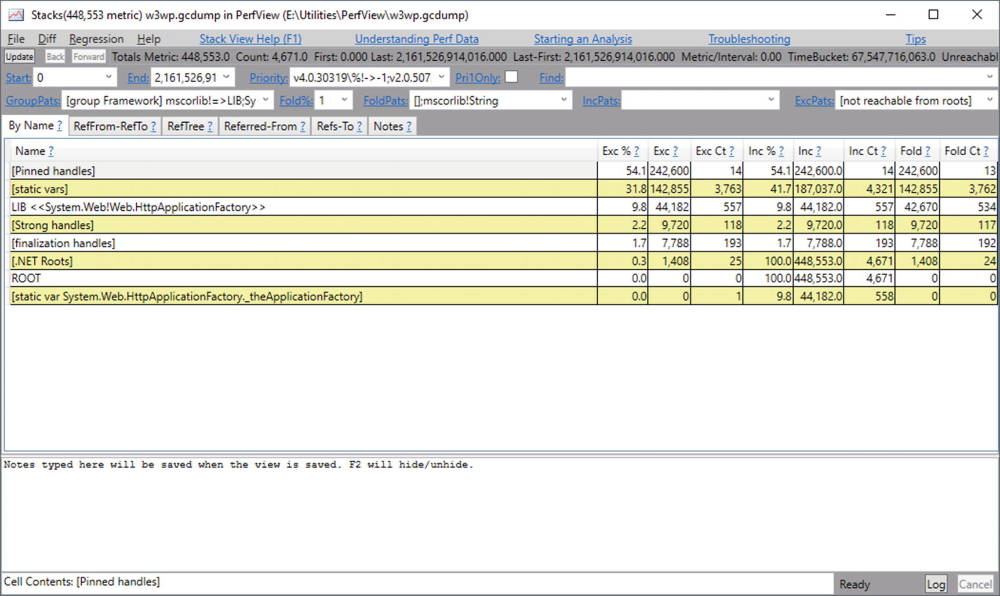 Stacks(448,553 metric) w3wp.gcdump in PerfView (E:\Utilities\PerfView\w3wp.gcdump)
File Diff Regression Help Stack View Help (F1) Understanding Perf Data Starting an Analysis Troubleshooting Tips
Update Back Forward Totals Metric: 448,553.0 Count: 4,671.0 First: 0.000 Last: 2,161,526,914,016.000 Last-First: 2,161,526,914,016.000 Metric/Interval: 0.00 TimeBucket: 67,547,716,063.0 Unreachabl
Start: 0 End: 2,161,526,91 Priority: v4.0.30319\%!->-1;v2.0.507. Pri1Only: Find:
GroupPats: [group Framework] mscorlib!=>LIB;Sy Fold%: 1 FoldPats: [];mscorlib!String IncPats: ExcPats: [not reachable from roots]
By Name ? RefFrom-RefTo ? RefTree ? Referred-From ? Refs-To ? Notes ?
Name ? Exc % ? Exc ? Exc Ct ? Inc % ? Inc ? Inc Ct ? Fold ? Fold Ct ?
[Pinned handles] 54.1 242,600 14 54.1 242,600.0 14 242,600 13
[static vars] 31.8 142,855 3,763 41.7 187,037.0 4,321 142,855 3,762
LIB <<System.Web!Web.HttpApplicationFactory>> 9.8 44,182 557 9.8 44,182.0 557 42,670 534
[Strong handles] 2.2 9,720 118 2.2 9,720.0 118 9,720 117
[finalization handles] 1.7 7,788 193 1.7 7,788.0 193 7,788 192
[.NET Roots] 0.3 1,408 25 100.0 448,553.0 4,671 1,408 24
ROOT 0.0 0 0 100.0 448,553.0 4,671 0 0
[static var System.Web.HttpApplicationFactory._theApplicationFactory] 0.0 0 1 9.8 44,182.0 558 0 0
Notes typed here will be saved when the view is saved. F2 will hide/unhide.
Cell Contents: [Pinned handles] Ready Log Cancel